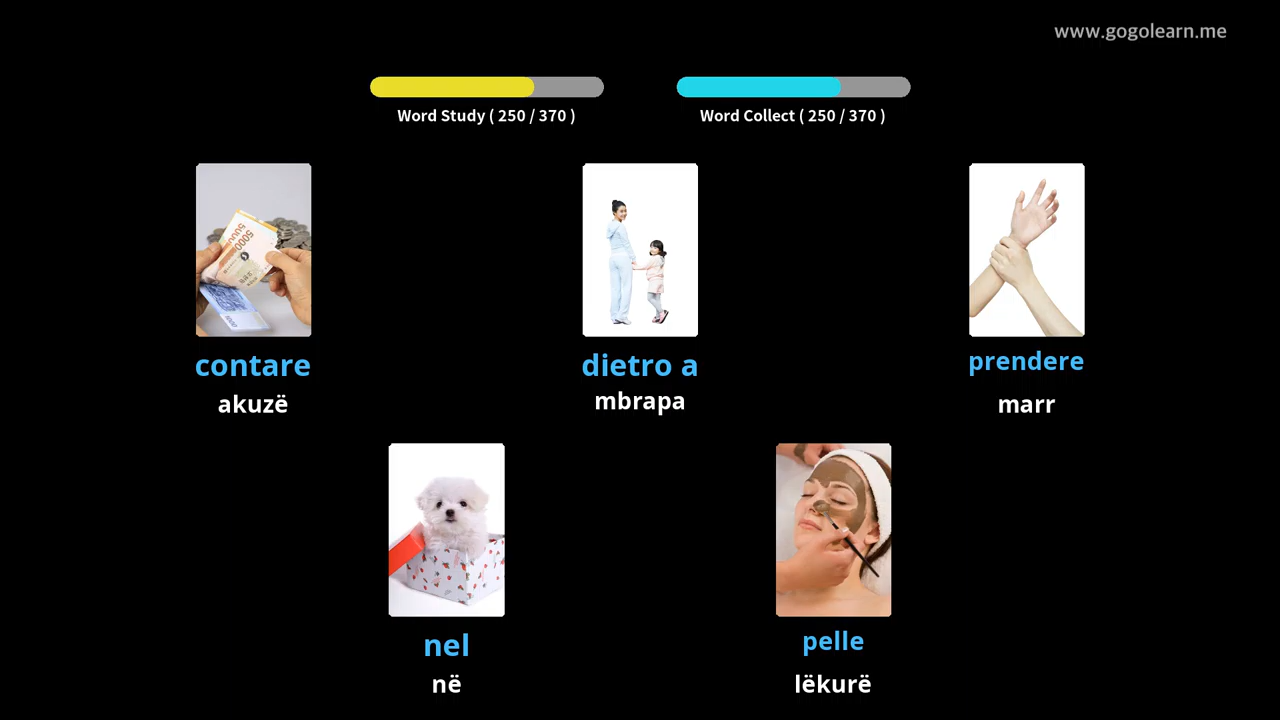 www.gogolearn.me
Word Study ( 250 / 370 )
Word Collect ( 250 / 370 )
5000
contare
akuzë
dietro a
mbrapa
prendere
marr
nel
në
pelle
lëkurë